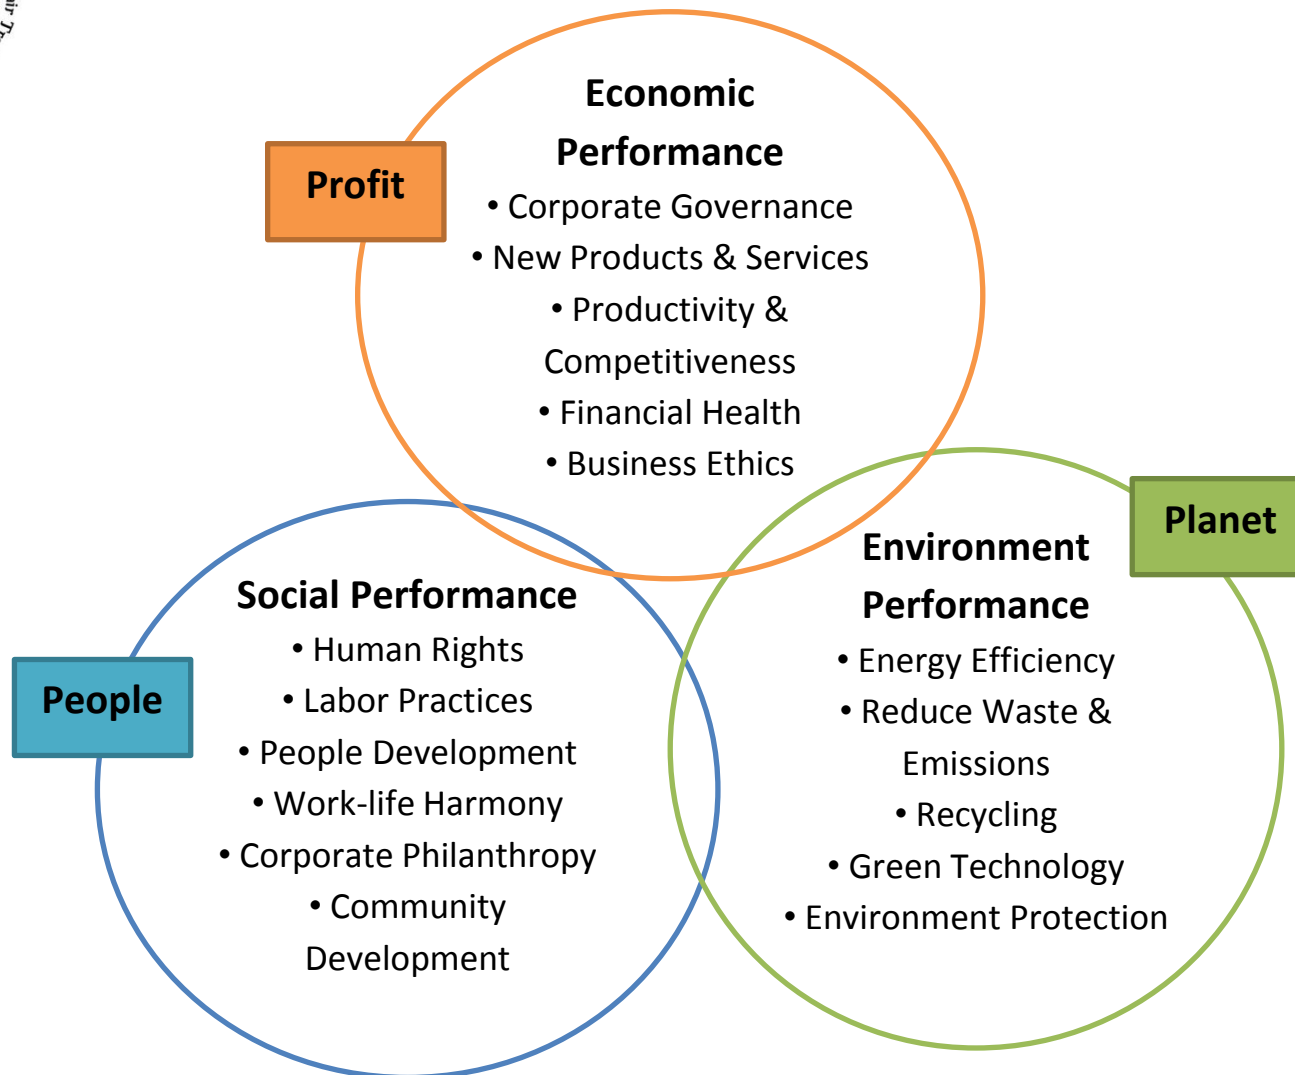 Economic
Performance
Profit
• Corporate Governance
• New Products & Services
• Productivity &
Competitiveness
• Financial Health
• Business Ethics
Planet
Environment
Performance
• Energy Efficiency
• Reduce Waste &
Emissions
• Recycling
• Green Technology
• Environment Protection
Social Performance
People
• Human Rights
• Labor Practices
• People Development
• Work-life Harmony
• Corporate Philanthropy
• Community
Development